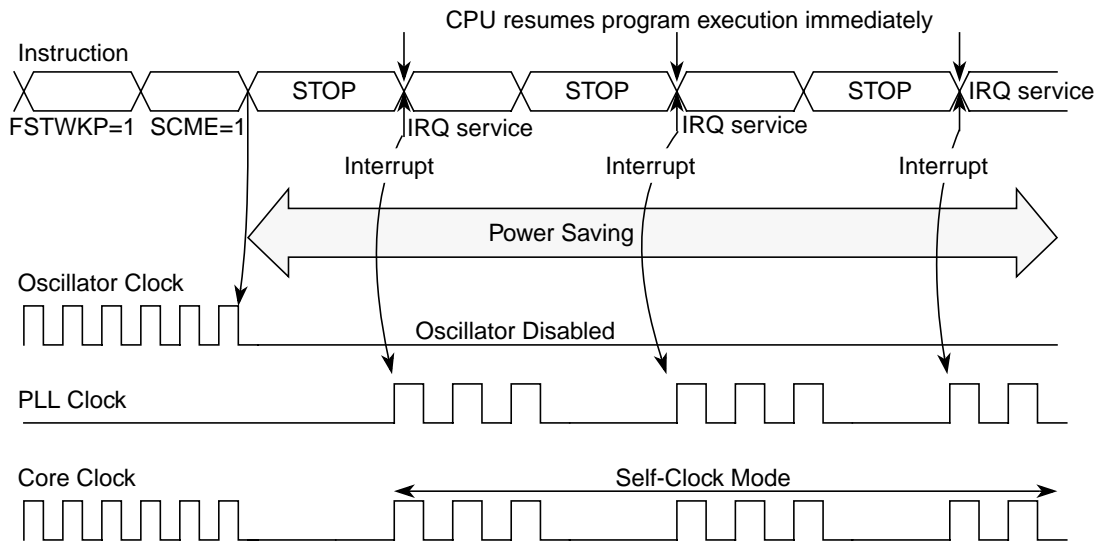 CPU resumes program execution immediately
Instruction
STOP
STOP
STOP
IRQ service
FSTWKP=1
SCME=1
IRQ service
IRQ service
Interrupt
Interrupt
Interrupt
Power Saving
Oscillator Clock
Oscillator Disabled
PLL Clock
Core Clock
Self-Clock Mode